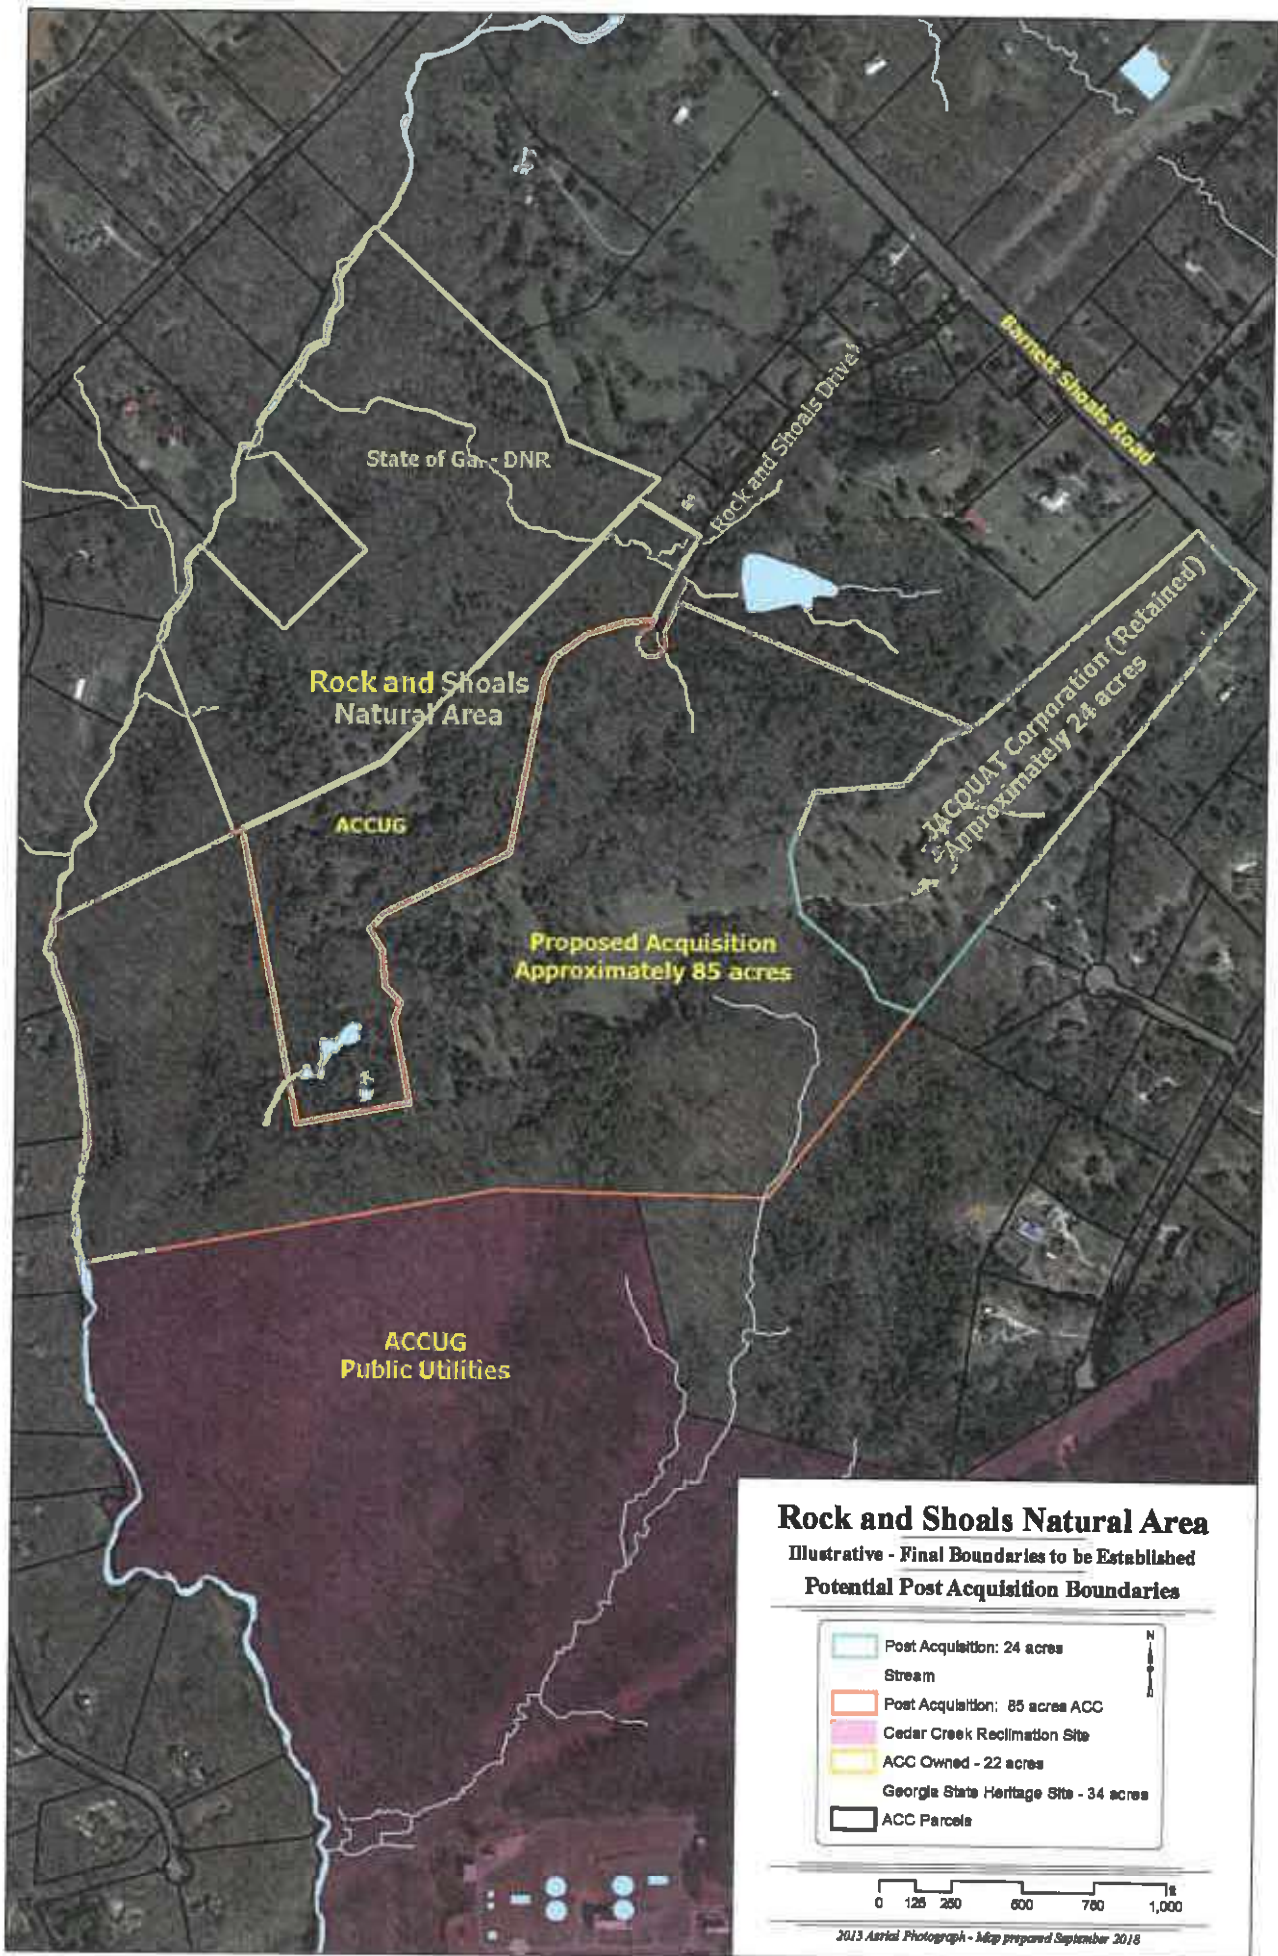 Barnett Shoals Road
Rock and Shoals Drive
State of Ga. - DNR
JACQUAT Corporation (Retained)
Approximately 24 acres
Rock and Shoals
Natural Area
ACCUG
Proposed Acquisition
Approximately 85 acres
ACCUG
Public Utilities
Rock and Shoals Natural Area
Illustrative - Final Boundaries to be Established
Potential Post Acquisition Boundaries
N
Post Acquisition: 24 acres
Stream
Post Acquisition: 85 acres ACC
Cedar Creek Reclimation Site
ACC Owned - 22 acres
Georgia State Heritage Site - 34 acres
ACC Parcels
ft
0 125 250 500 750 1,000
2013 Aerial Photograph - Map prepared September 2018